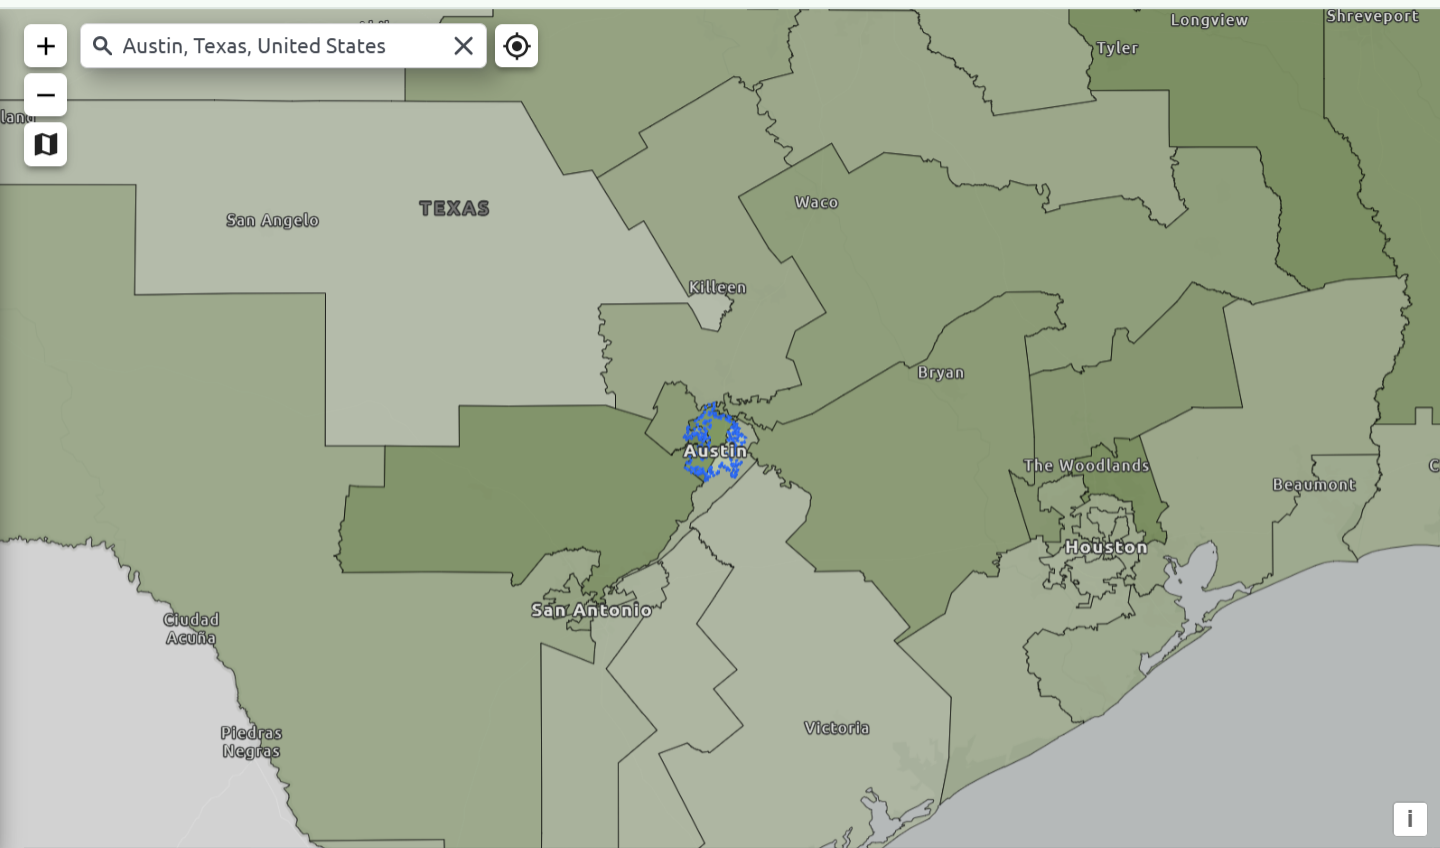 Longview
Shreveport
Austin, Texas, United States
Tyler
TEXAS
San Angelo
Waco
Killeen
Bryan
Austin
The Woodlands
Beaumont
Houston
San Antonio
Ciudad
Acuña
Victoria
Piedras
Negras
i